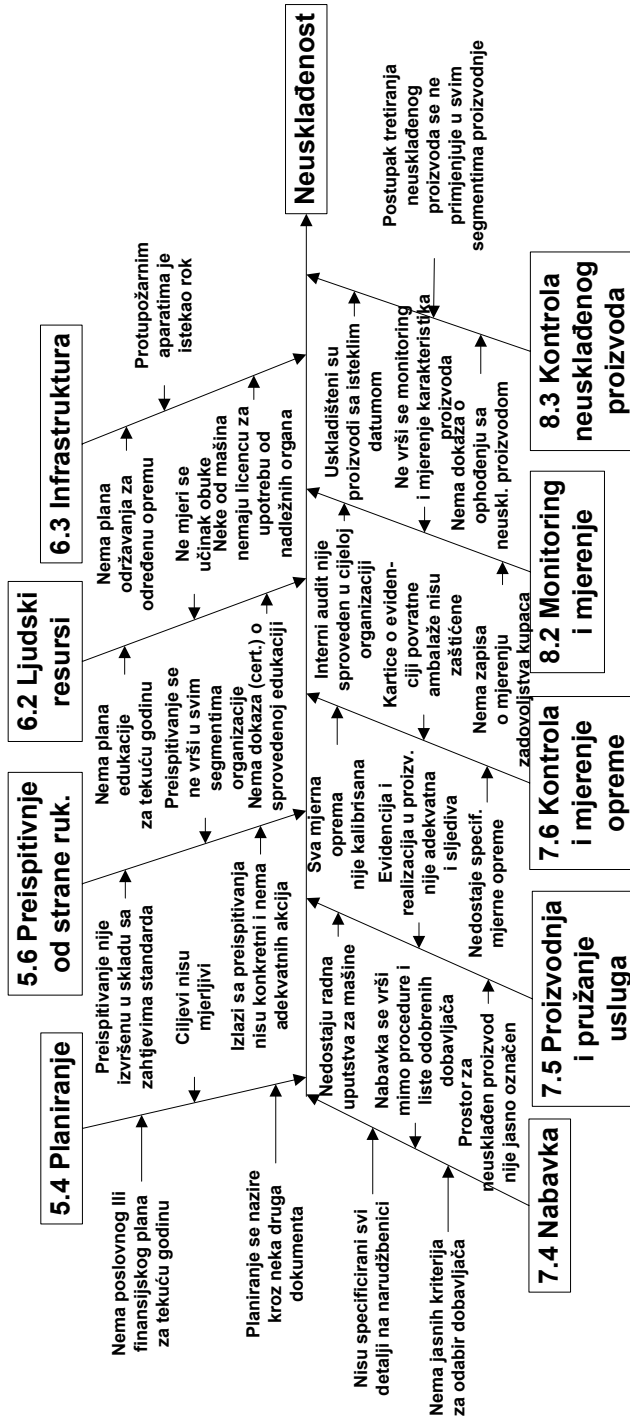 5.4 Planiranje
Nema poslovnog Ili
finansijskog plana
za tekuću godinu
Ciljevi nisu
mjerljivi
Planiranje se nazire
kroz neka druga
dokumenta
5.6 Preispitivnje
od strane ruk.
Preispitivanje nije
izvršenu u skladu sa
zahtjevima standarda
Preispitivanje se
ne vrši u svim
segmentima
organizacije
Izlazi sa preispitivanja
nisu konkretni i nema
adekvatnih akcija
6.2 Ljudski
resursi
Nema plana
edukacije
za tekuću godinu
Ne mjeri se
učinak obuke
Nema dokaza (cert.) o
sprovedenoj edukaciji
6.3 Infrastruktura
Nema plana
održavanja za
određenu opremu
Protupožarnim
aparatima je
istekao rok
Neke od mašina
nemaju licencu za
upotrebu od
nadležnih organa
Neusklađenost
Nisu specificirani svi
detalji na narudžbenici
Nabavka se vrši
mimo procedure i
liste odobrenih
dobavljača
Nema jasnih kriterija
za odabir dobavljača
7.4 Nabavka
Nedostaju radna
uputstva za mašine
Evidencija i
realizacija u proizv.
nije adekvatna
i sljediva
Prostor za
neusklađen proizvod
nije jasno označen
7.5 Proizvodnja
i pružanje
usluga
Sva mjerna
oprema
nije kalibrisana
Kartice o eviden-
ciji povratne
ambalaže nisu
zaštićene
Nedostaje specif.
mjerne opreme
7.6 Kontrola
i mjerenje
opreme
Interni audit nije
sproveden u cijeloj
organizaciji
Ne vrši se monitoring
i mjerenje karakteristika
proizvoda
Nema zapisa
o mjerenju
zadovoljstva kupaca
8.2 Monitoring
i mjerenje
Uskladišteni su
proizvodi sa isteklim
datumom
Postupak tretiranja
neusklađenog
proizvoda se ne
primjenjuje u svim
segmentima proizvodnje
Nema dokaza o
ophođenju sa
neuskl. proizvodom
8.3 Kontrola
neusklađenog
proizvoda